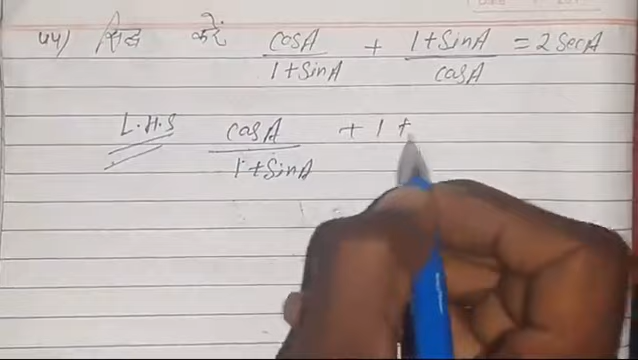 44) सिद्ध करें cosA/1+sinA + 1+sinA/cosA = 2 secA
L.H.S cosA/1+sinA + 1 +